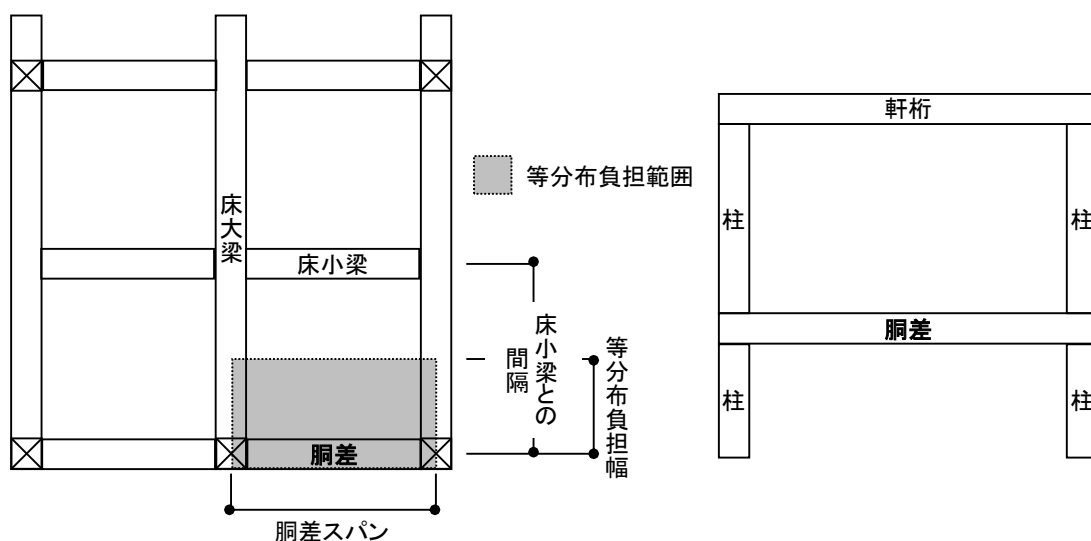 床大梁
床小梁
胴差
胴差スパン
等分布負担範囲
床小梁との
間隔
等分布負担幅
軒桁
柱
柱
胴差
柱
柱